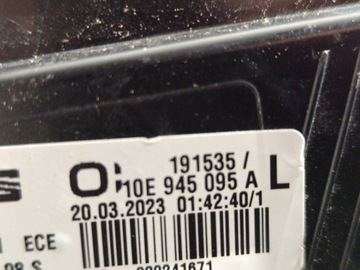 191535 /
10E 945 095 A L
20.03.2023 01:42:40/1
ECE